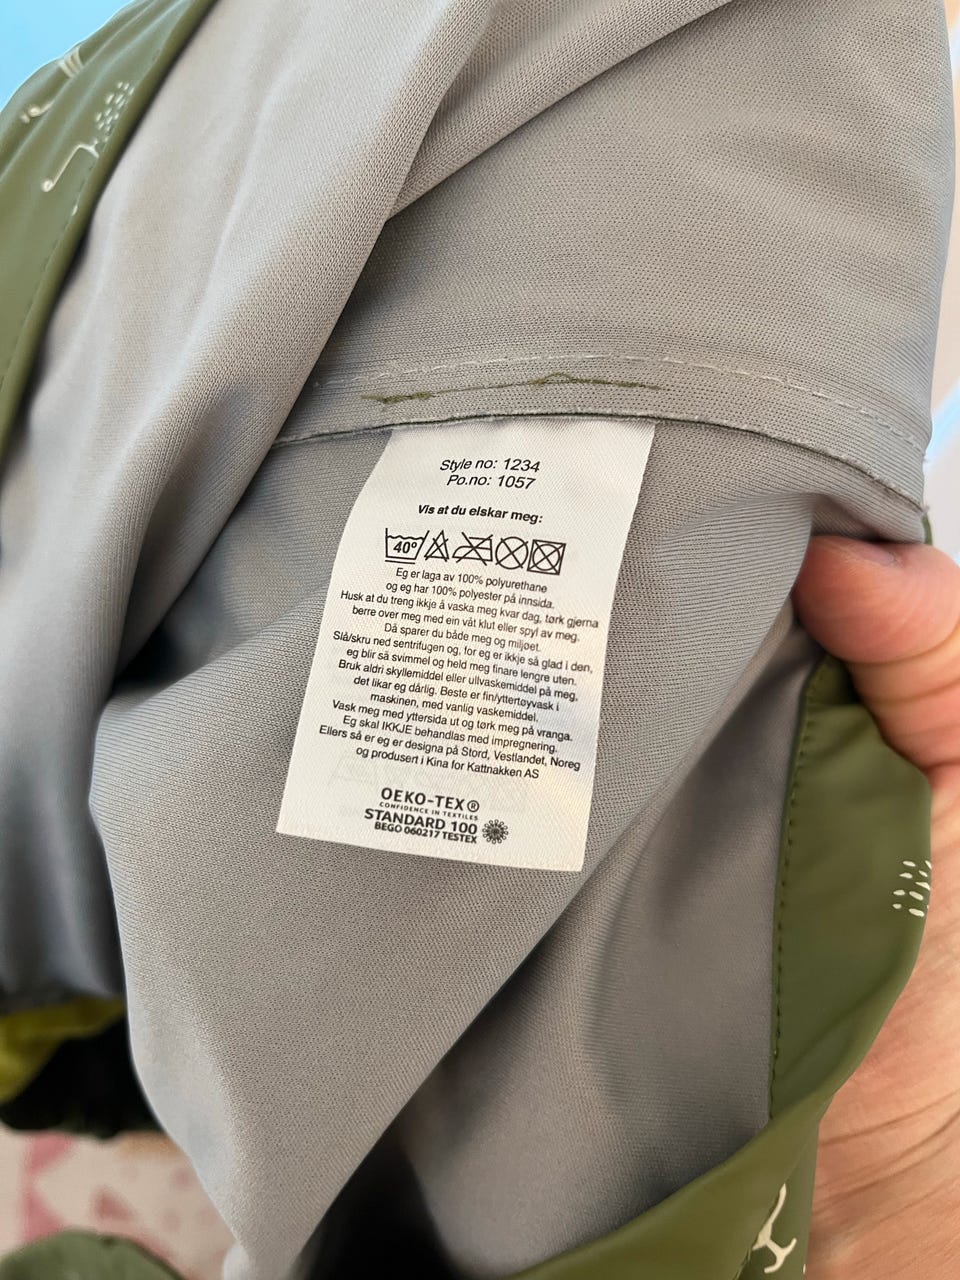 Style no: 1234
Po.no: 1057
Vis at du elskar meg:
40°
Eg er laga av 100% polyurethane
og eg har 100% polyester på innsida.
Husk at du treng ikkje å vaska meg kvar dag, tørk gjerna
berre over meg med ein våt klut eller spyl av meg.
Då sparer du både meg og miljøet.
Slå/skru ned sentrifugen og, for eg er ikkje så glad i den,
eg blir så svimmel og held meg finare lengre uten.
Bruk aldri skyllemiddel eller ullvaskemiddel på meg,
det likar eg dårlig. Beste er fin/yttertøyvask i
maskinen, med vanlig vaskemiddel.
Vask meg med yttersida ut og tørk meg på vranga.
Eg skal IKKJE behandlas med impregnering.
Ellers så er eg er designa på Stord, Vestlandet, Noreg
og produsert i Kina for Kattnakken AS
OEKO-TEX®
CONFIDENCE IN TEXTILES
STANDARD 100
BEGO 060217 TESTEX